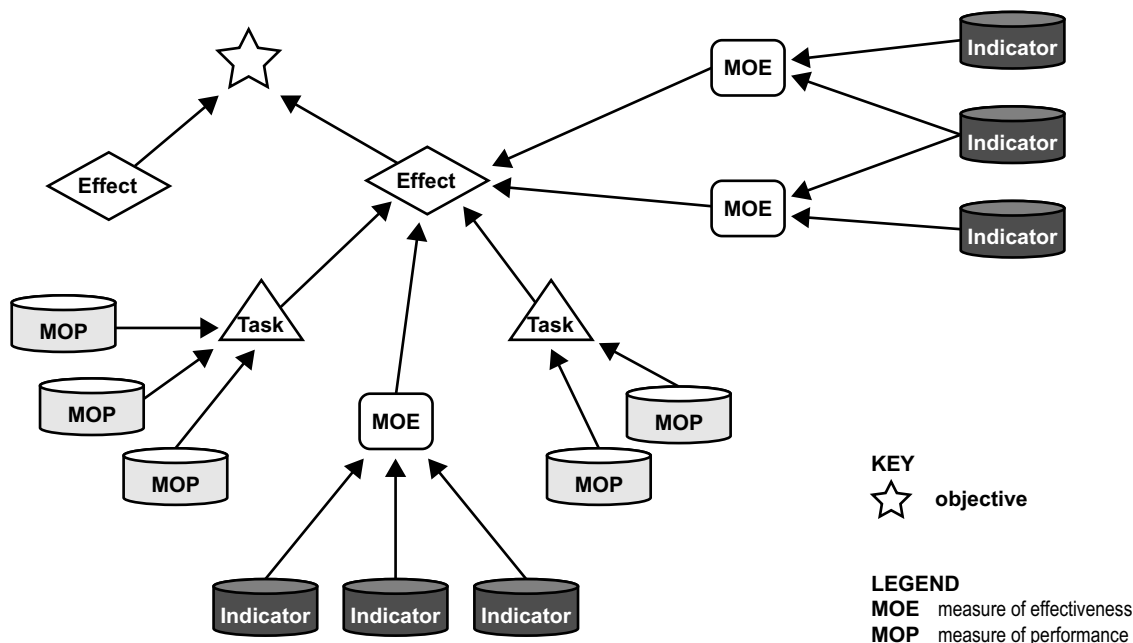 Indicator
MOE
Indicator
Effect
Effect
MOE
Indicator
MOP
Task
Task
MOP
MOE
MOP
MOP
MOP
KEY
objective
Indicator
Indicator
Indicator
LEGEND
MOE measure of effectiveness
MOP measure of performance